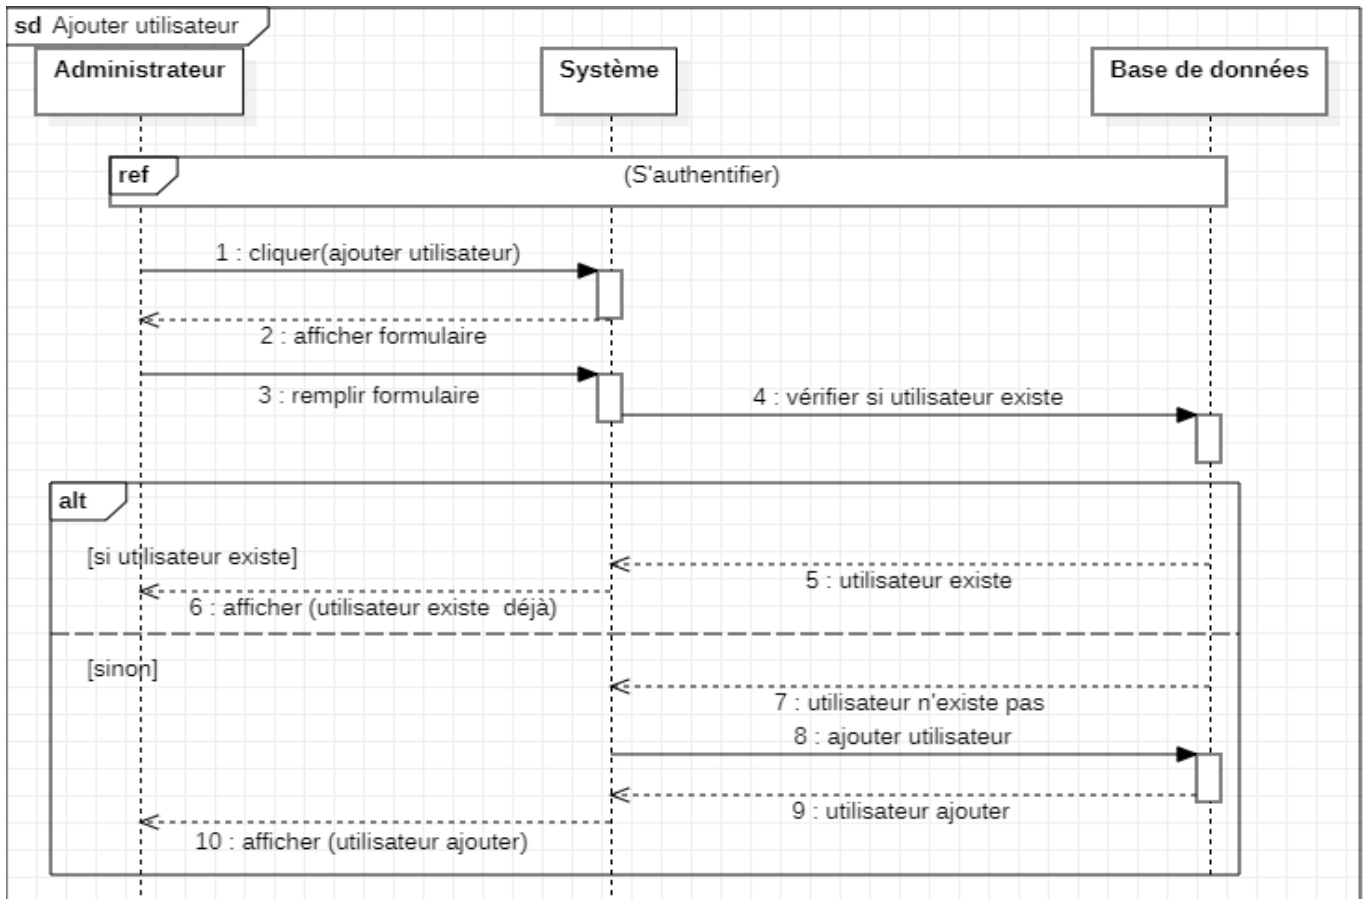 sd Ajouter utilisateur
Administrateur
Système
Base de données
ref
(S'authentifier)
1 : cliquer(ajouter utilisateur)
2 : afficher formulaire
3 : remplir formulaire
4 : vérifier si utilisateur existe
alt
[si utilisateur existe]
5 : utilisateur existe
6 : afficher (utilisateur existe  déjà)
[sinon]
7 : utilisateur n'existe pas
8 : ajouter utilisateur
9 : utilisateur ajouter
10 : afficher (utilisateur ajouter)